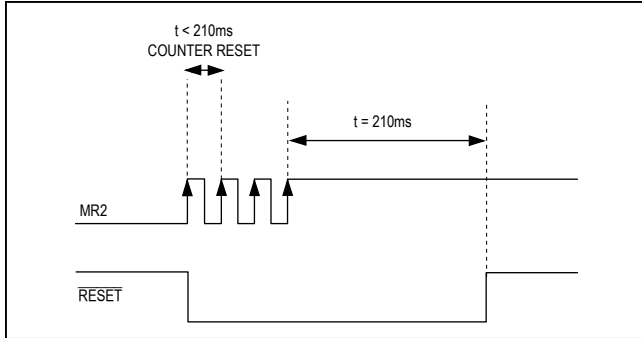 t < 210ms
COUNTER RESET
t = 210ms
MR2
RESET